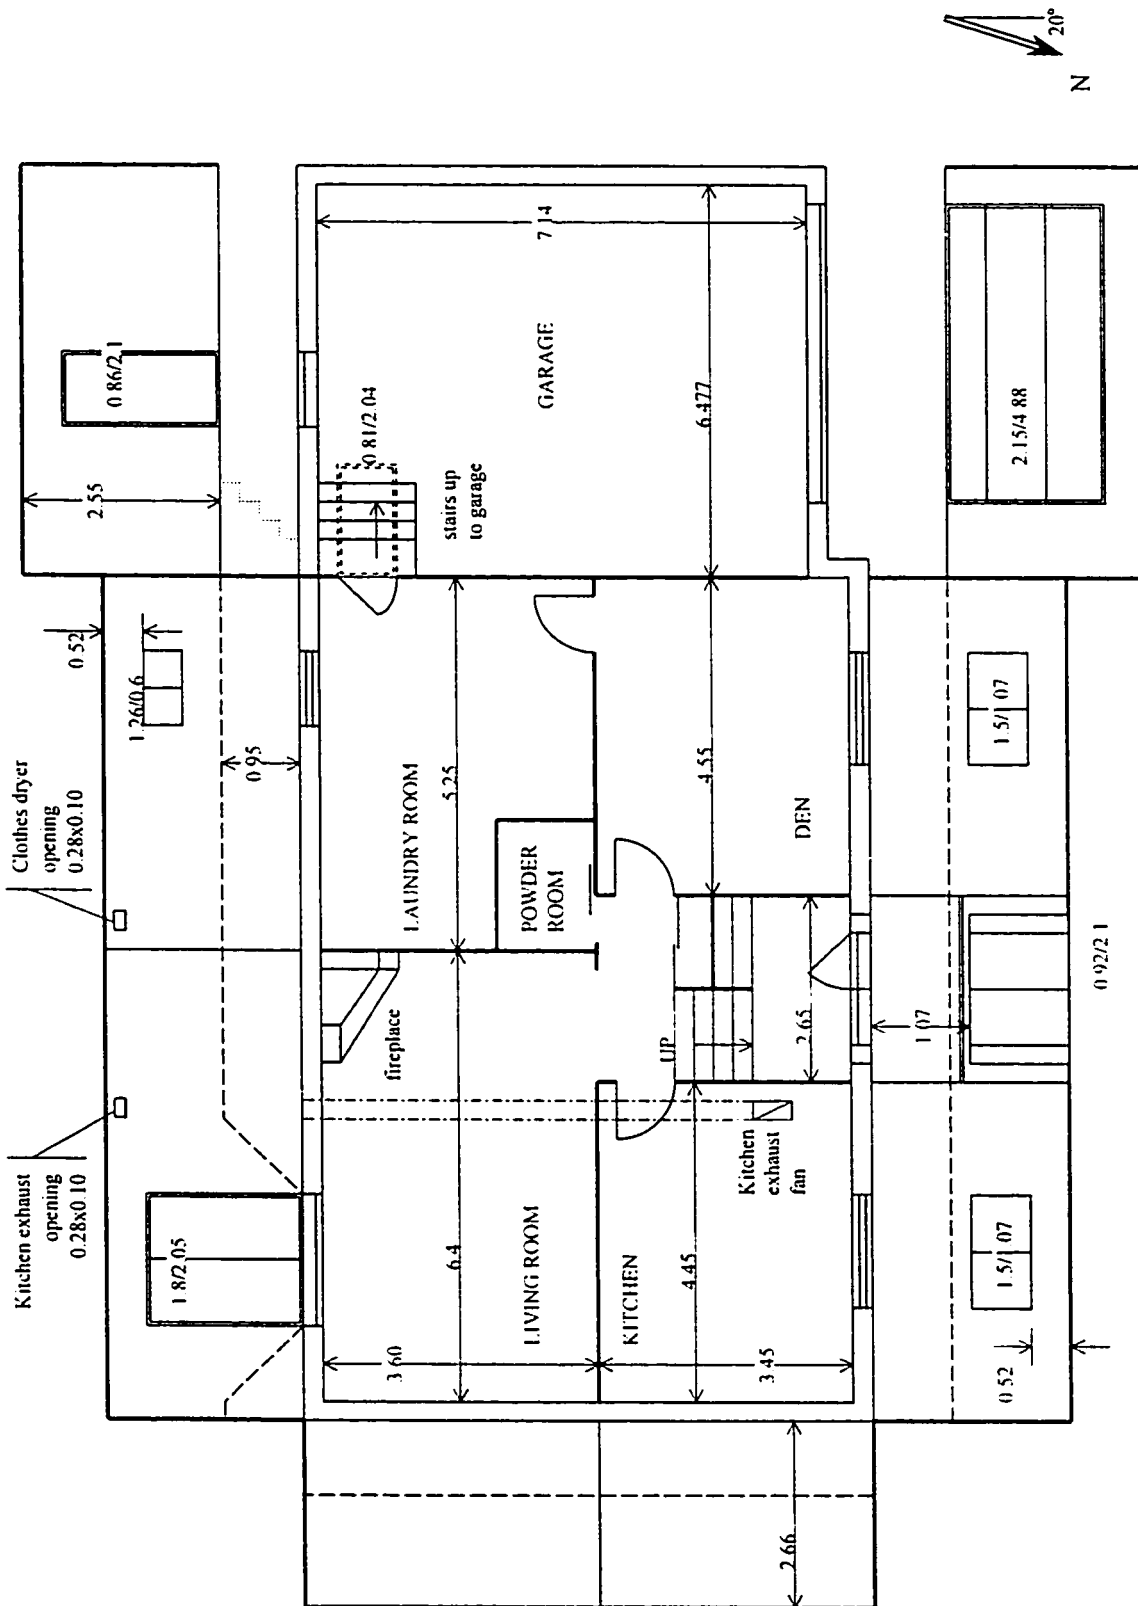 Kitchen exhaust
opening
0.28x0.10
Clothes dryer
opening
0.28x0.10
1.8/2.05
1.26/0.6
0.52
0.95
2.55
0.86/2.1
fireplace
LAUNDRY ROOM
5.25
POWDER
ROOM
0.81/2.04
stairs up
to garage
GARAGE
7.14
6.477
LIVING ROOM
6.4
3.60
KITCHEN
4.45
3.45
Kitchen
exhaust
fan
UP
2.65
DEN
4.55
2.66
1.5/1.07
0.52
1.07
0.92/2.1
1.5/1.07
2.15/4.88
20°
N